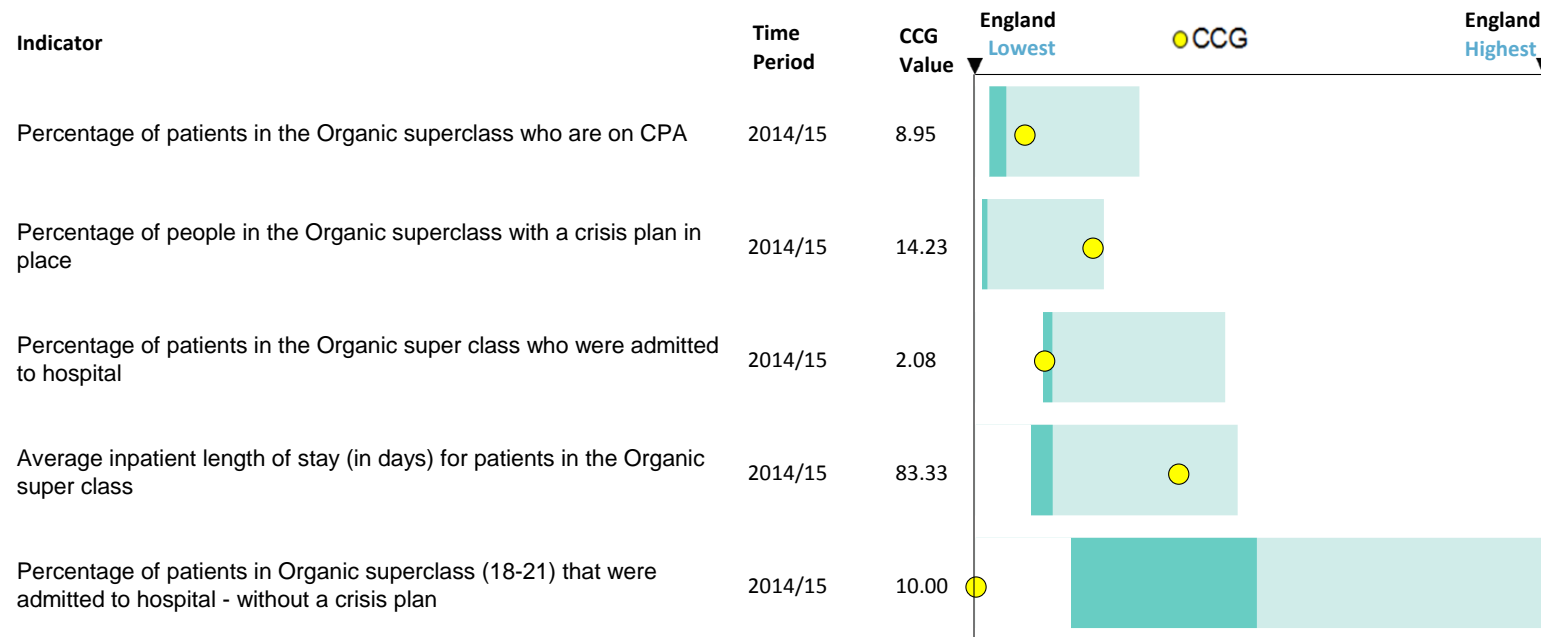 Indicator
Time Period
CCG Value
England Lowest
CCG
England Highest
Percentage of patients in the Organic superclass who are on CPA
2014/15
8.95
Percentage of people in the Organic superclass with a crisis plan in
place
2014/15
14.23
Percentage of patients in the Organic super class who were admitted
to hospital
2014/15
2.08
Average inpatient length of stay (in days) for patients in the Organic
super class
2014/15
83.33
Percentage of patients in Organic superclass (18-21) that were
admitted to hospital - without a crisis plan
2014/15
10.00